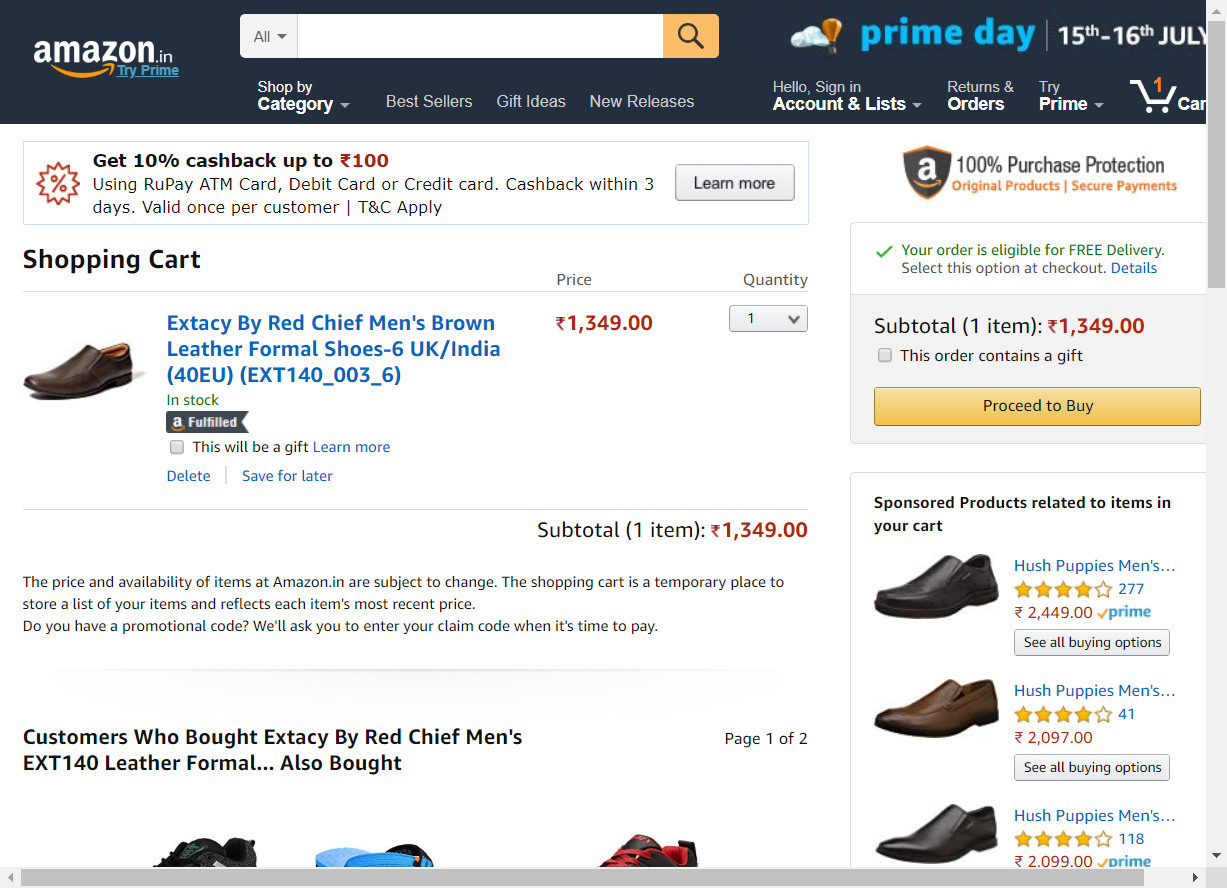 amazon.in
Try Prime
All
prime day 15th-16th JULY
Shop by
Category
Best Sellers
Gift Ideas
New Releases
Hello, Sign in
Account & Lists
Returns &
Orders
Try
Prime
1
Car
Get 10% cashback up to ₹100
Using RuPay ATM Card, Debit Card or Credit card. Cashback within 3
days. Valid once per customer | T&C Apply
Learn more
a 100% Purchase Protection
Original Products | Secure Payments
Shopping Cart
Price
Quantity
Extacy By Red Chief Men's Brown
Leather Formal Shoes-6 UK/India
(40EU) (EXT140_003_6)
₹1,349.00
1
In stock
a Fulfilled
This will be a gift Learn more
Delete | Save for later
Subtotal (1 item): ₹1,349.00
The price and availability of items at Amazon.in are subject to change. The shopping cart is a temporary place to
store a list of your items and reflects each item's most recent price.
Do you have a promotional code? We'll ask you to enter your claim code when it's time to pay.
Customers Who Bought Extacy By Red Chief Men's
EXT140 Leather Formal... Also Bought
Page 1 of 2
Your order is eligible for FREE Delivery.
Select this option at checkout. Details
Subtotal (1 item): ₹1,349.00
This order contains a gift
Proceed to Buy
Sponsored Products related to items in
your cart
Hush Puppies Men's...
277
₹ 2,449.00 prime
See all buying options
Hush Puppies Men's...
41
₹ 2,097.00
See all buying options
Hush Puppies Men's...
118
₹ 2,099.00 prime